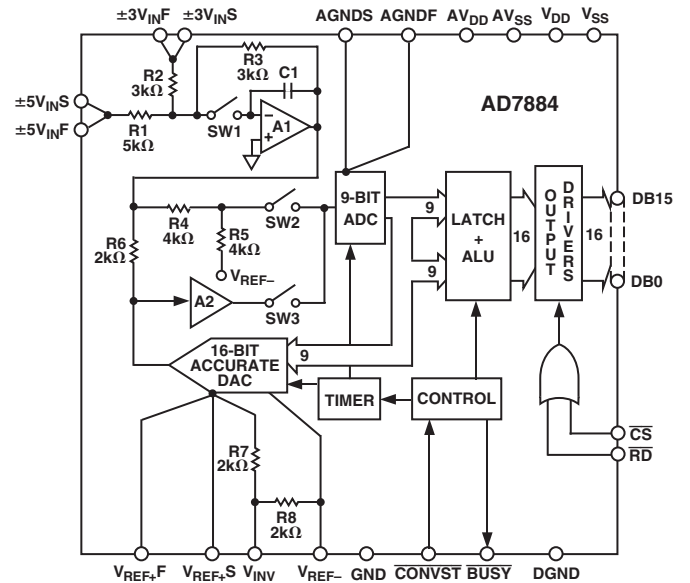 ±3VINF ±3VINS AGNDS AGNDF AVDD AVSS VDD VSS
R3
3kΩ
R2
3kΩ
C1
AD7884
±5VINS
±5VINF
R1
5kΩ
SW1
A1
− +
9-BIT
ADC
9
LATCH
+
ALU
16
OUTPUT
DRIVERS
16
DB15
R4
4kΩ
SW2
R5
4kΩ
R6
2kΩ
VREF–
9
DB0
A2
SW3
16-BIT
ACCURATE
DAC
9
TIMER
CONTROL
CS
RD
R7
2kΩ
R8
2kΩ
VREF+F VREF+S VINV VREF– GND CONVST BUSY DGND